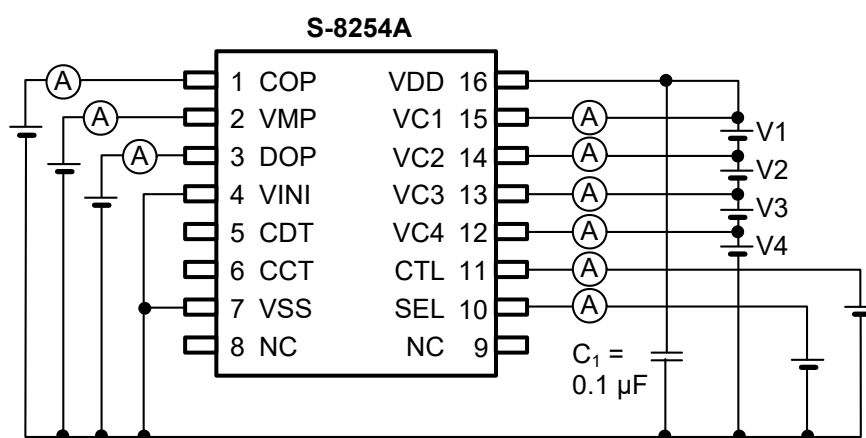 S-8254A
A
1 COP
VDD 16
A
2 VMP
VC1 15
A
V1
A
3 DOP
VC2 14
A
V2
4 VINI
VC3 13
A
V3
5 CDT
VC4 12
A
V4
6 CCT
CTL 11
A
7 VSS
SEL 10
A
8 NC
NC 9
C₁ =
0.1 µF